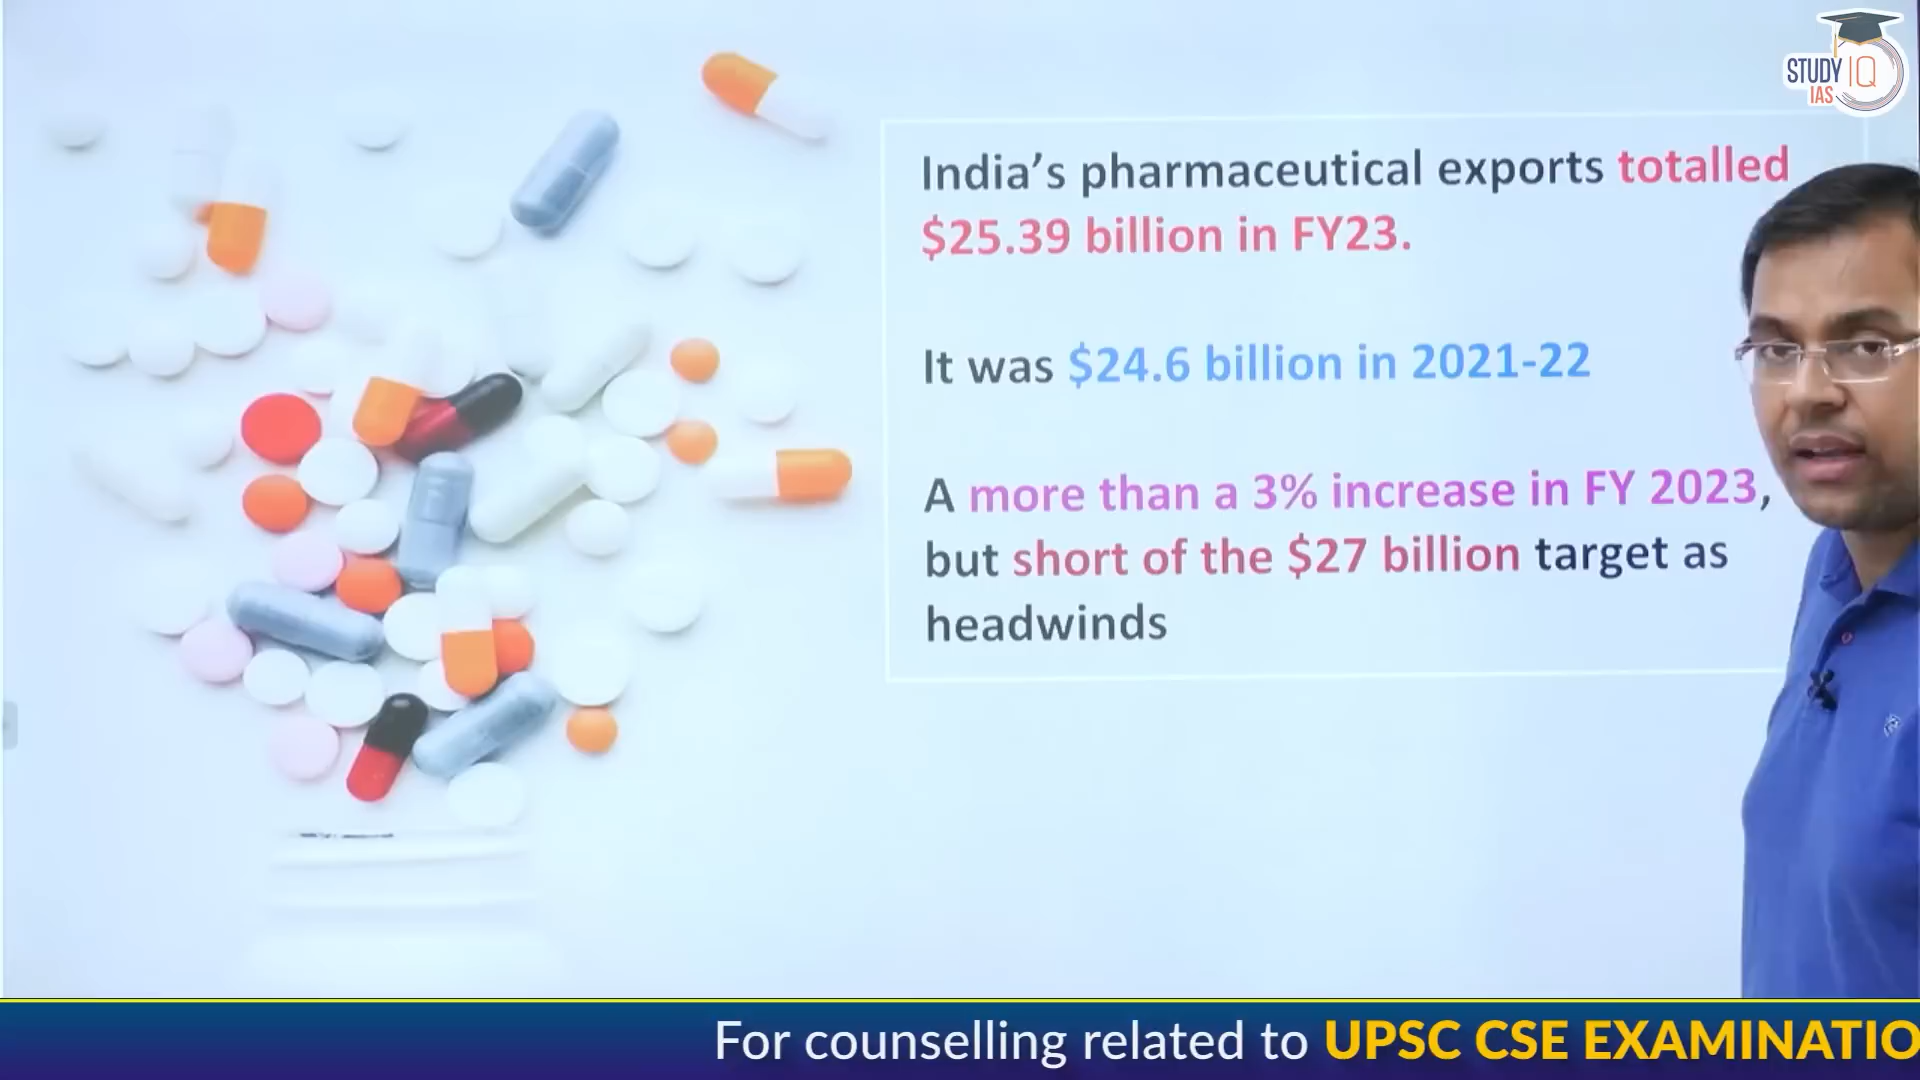 STUDY IQ
IAS
India's pharmaceutical exports totalled
$25.39 billion in FY23.
It was $24.6 billion in 2021-22
A more than a 3% increase in FY 2023,
but short of the $27 billion target as
headwinds
For counselling related to UPSC CSE EXAMINATIO